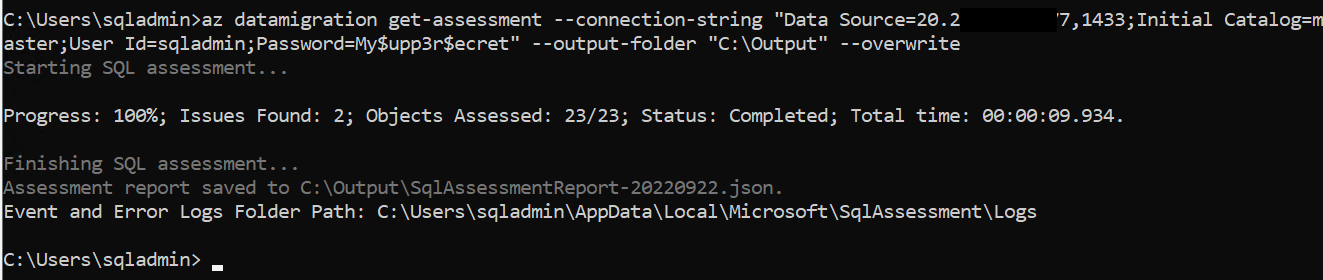 C:\Users\sqladmin>az datamigration get-assessment --connection-string "Data Source=20.2 7,1433;Initial Catalog=m
aster;User Id=sqladmin;Password=My$upp3r$ecret" --output-folder "C:\Output" --overwrite
Starting SQL assessment...
Progress: 100%; Issues Found: 2; Objects Assessed: 23/23; Status: Completed; Total time: 00:00:09.934.
Finishing SQL assessment...
Assessment report saved to C:\Output\SqlAssessmentReport-20220922.json.
Event and Error Logs Folder Path: C:\Users\sqladmin\AppData\Local\Microsoft\SqlAssessment\Logs
C:\Users\sqladmin>